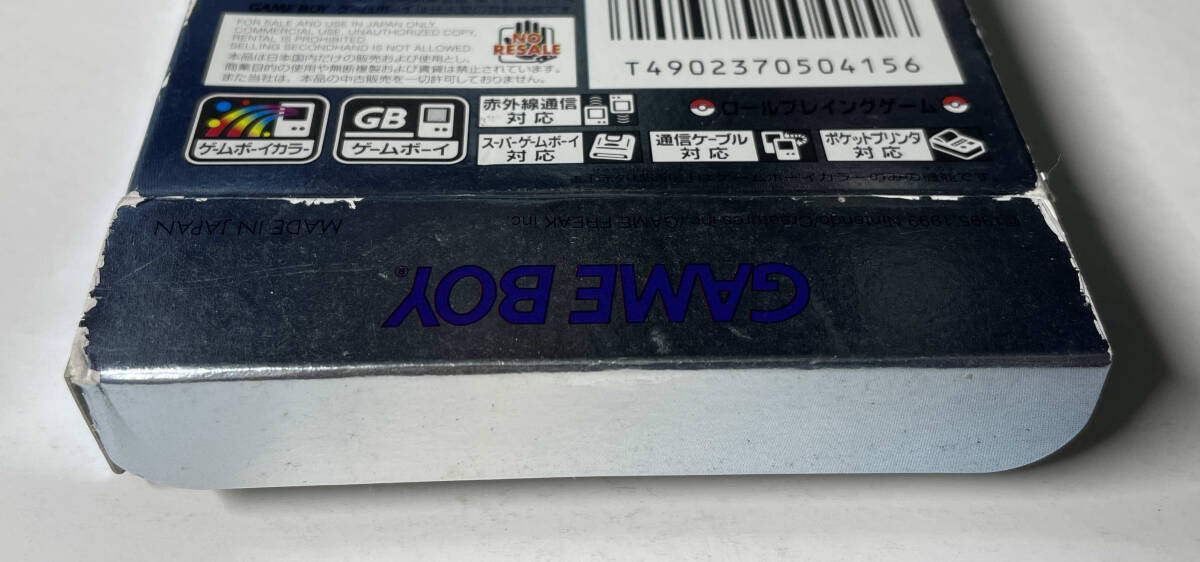 FOR SALE AND USE IN JAPAN ONLY.
COMMERCIAL USE, UNAUTHORIZED COPY,
RENTAL IS PROHIBITED.
SELLING SECONDHAND IS NOT ALLOWED.
本品は日本国内だけの販売および使用とし、
商業目的の使用や無断複製および賃貸は禁止されています。
また当社は、本品の中古販売を一切許可しておりません。
NO
RESALE
T4902370504156
ゲームボーイカラー
GB
ゲームボーイ
赤外線通信
対応
ロールプレイングゲーム
スーパーゲームボーイ
対応
通信ケーブル
対応
ポケットプリンタ
対応
©1995,1999 Nintendo/Creatures inc./GAME FREAK inc.
MADE IN JAPAN
GAME BOY®